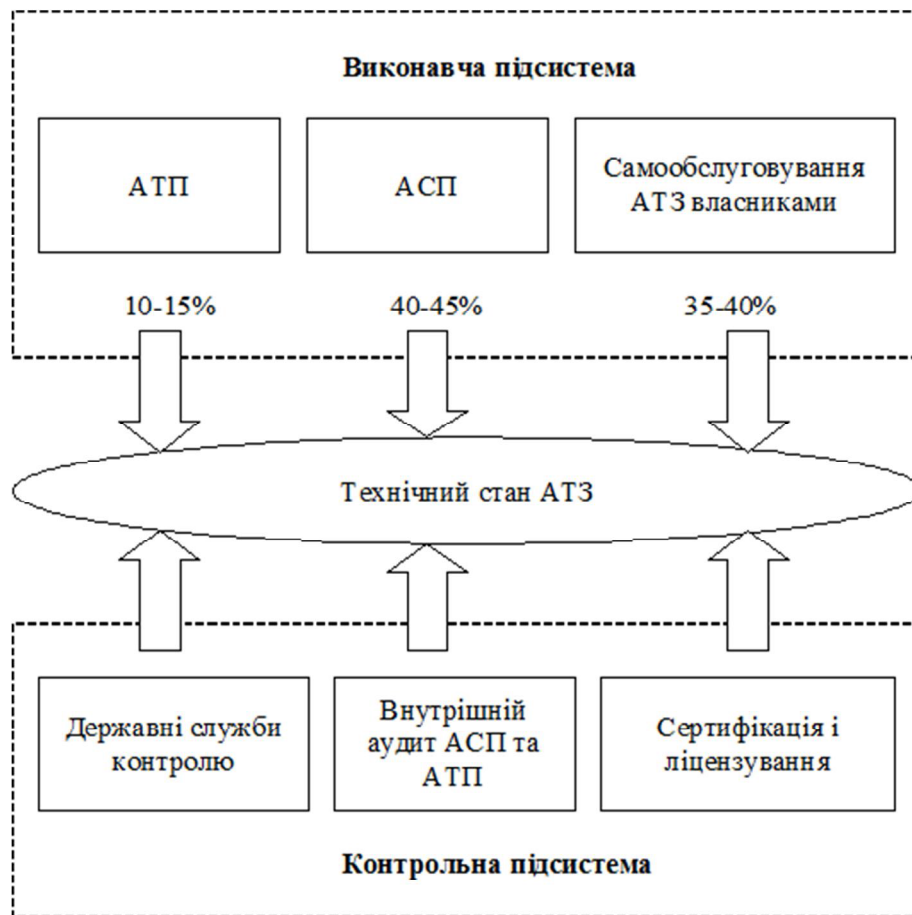 Виконавча підсистема
АТП
АСП
Самообслуговування
АТЗ власниками
10-15%
40-45%
35-40%
Технічний стан АТЗ
Державні служби
контролю
Внутрішній
аудит АСП та
АТП
Сертифікація і
ліцензування
Контрольна підсистема